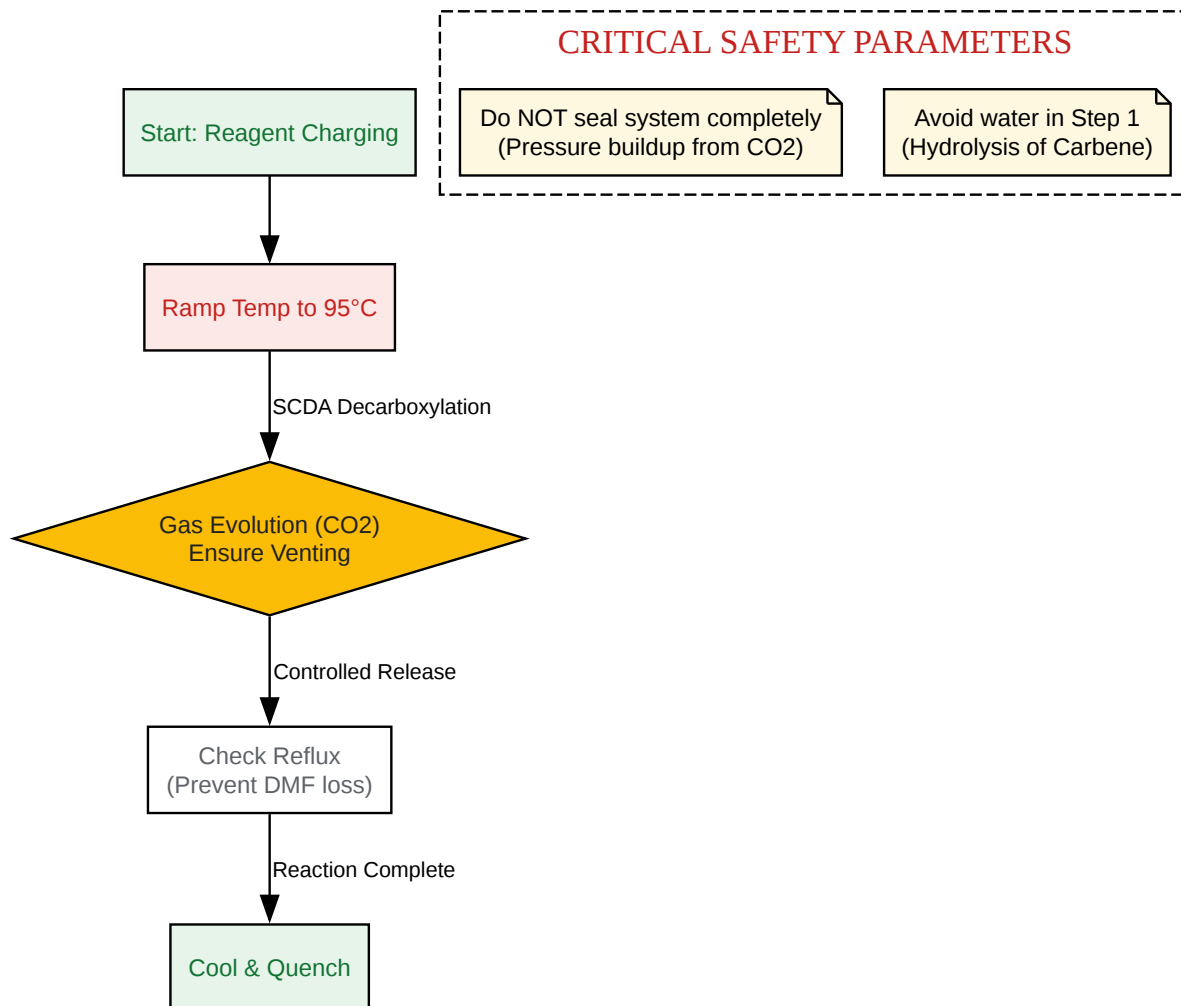 CRITICAL SAFETY PARAMETERS
Start: Reagent Charging
Do NOT seal system completely
(Pressure buildup from CO2)
Avoid water in Step 1
(Hydrolysis of Carbene)
Ramp Temp to 95°C
SCDA Decarboxylation
Gas Evolution (CO2)
Ensure Venting
Controlled Release
Check Reflux
(Prevent DMF loss)
Reaction Complete
Cool & Quench